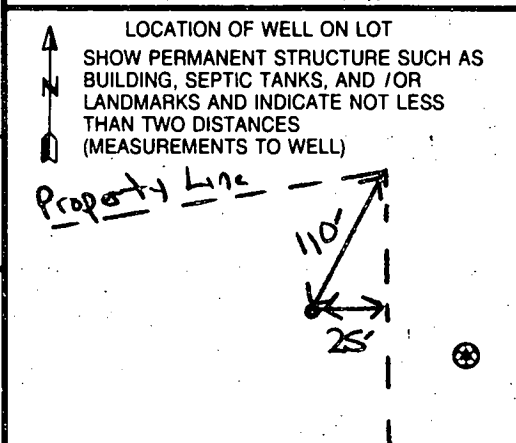 LOCATION OF WELL ON LOT
SHOW PERMANENT STRUCTURE SUCH AS
BUILDING, SEPTIC TANKS, AND /OR
N LANDMARKS AND INDICATE NOT LESS
THAN TWO DISTANCES
(MEASUREMENTS TO WELL)
Property Line
110'
25'